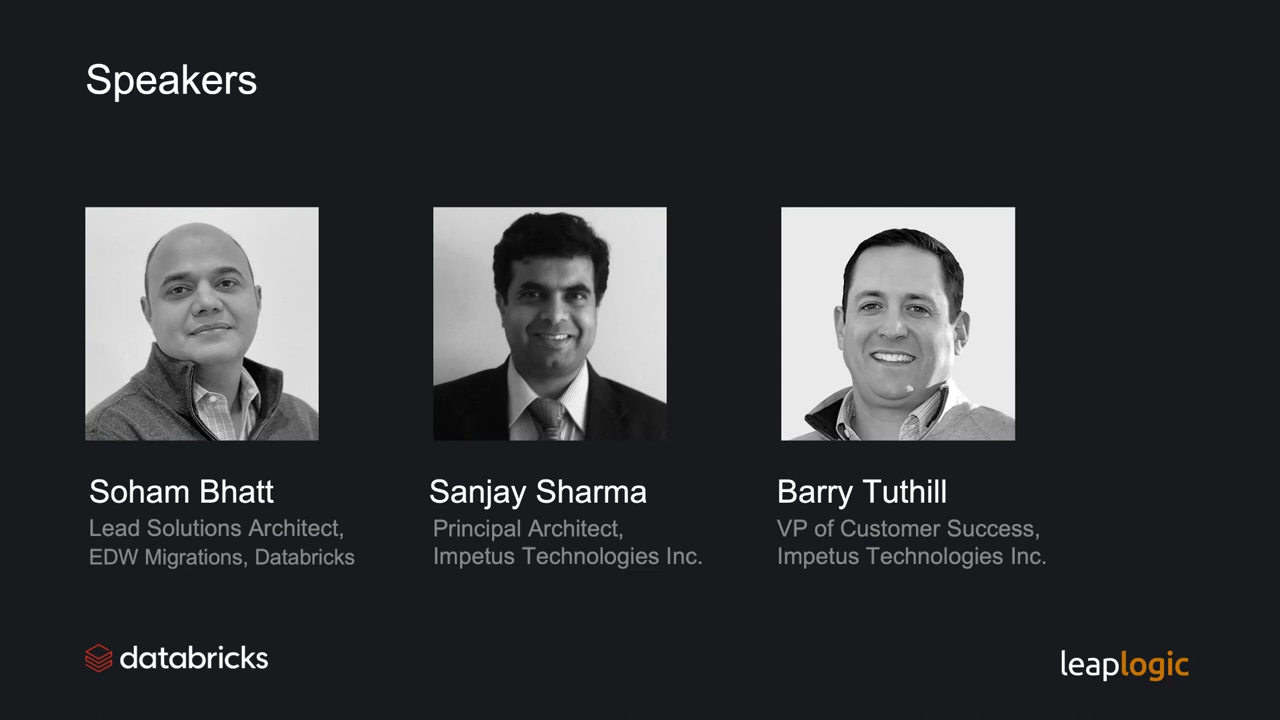 Speakers
Soham Bhatt
Lead Solutions Architect,
EDW Migrations, Databricks
Sanjay Sharma
Principal Architect,
Impetus Technologies Inc.
Barry Tuthill
VP of Customer Success,
Impetus Technologies Inc.
databricks
leaplogic